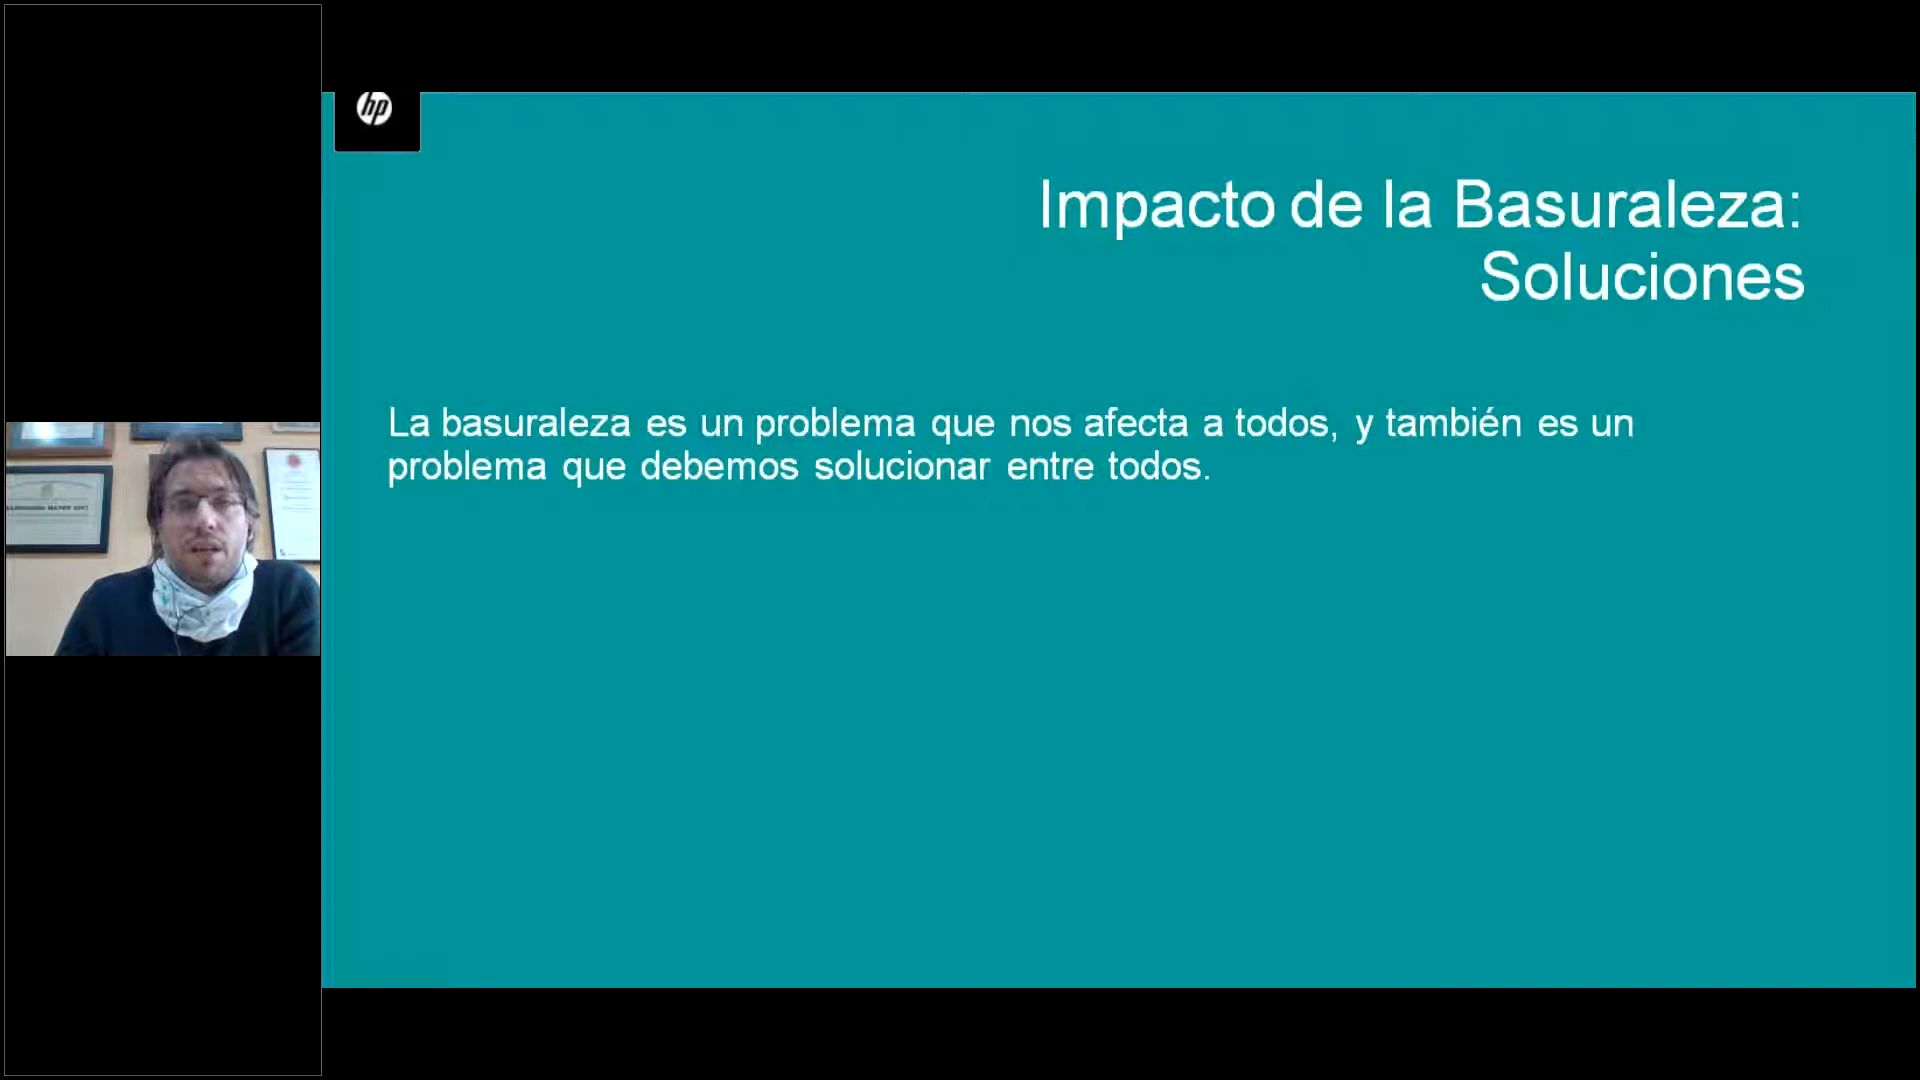 hp
Impacto de la Basuraleza:
Soluciones
La basuraleza es un problema que nos afecta a todos, y también es un
problema que debemos solucionar entre todos.